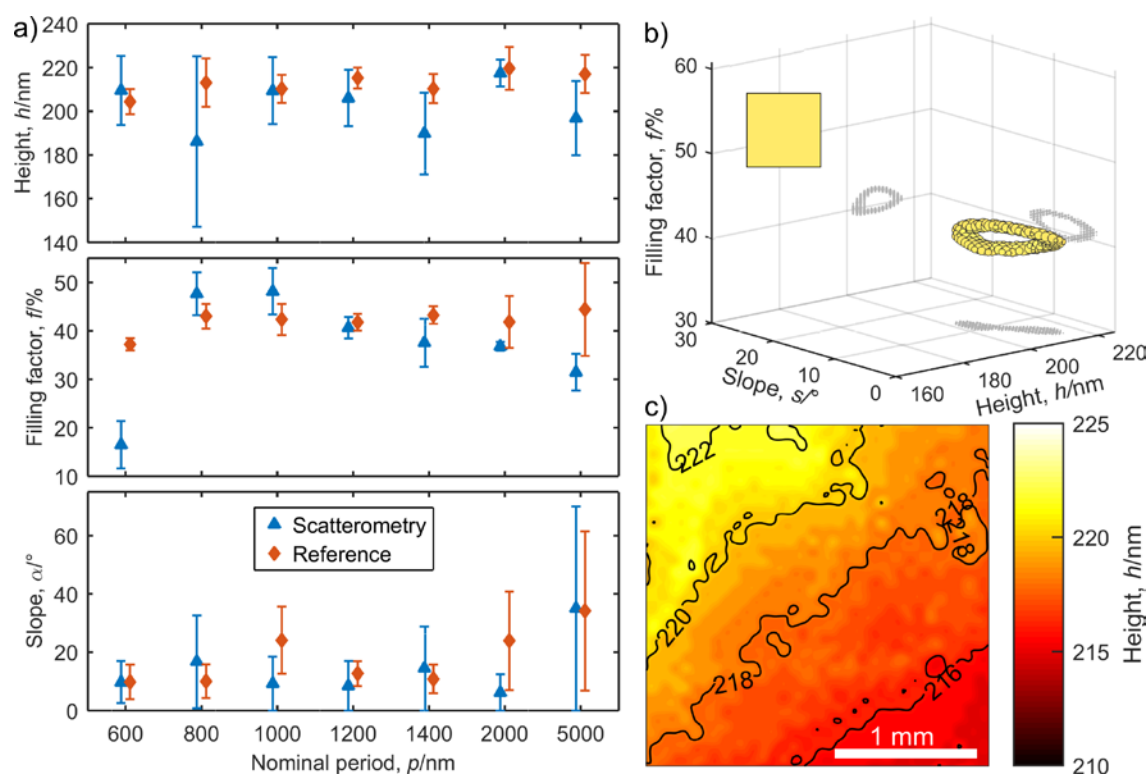 a)
240
220
200
180
160
140
Height, h/nm
50
40
30
20
10
Filling factor, f/%
60
40
20
0
Slope, α/°
Scatterometry
Reference
600 800 1000 1200 1400 2000 5000
Nominal period, p/nm
b)
60
50
40
30
Filling factor, f/%
30 20 10 0
Slope, s/°
160 180 200 220
Height, h/nm
c)
222
220
218
218
218
216
1 mm
225
220
215
210
Height, h/nm